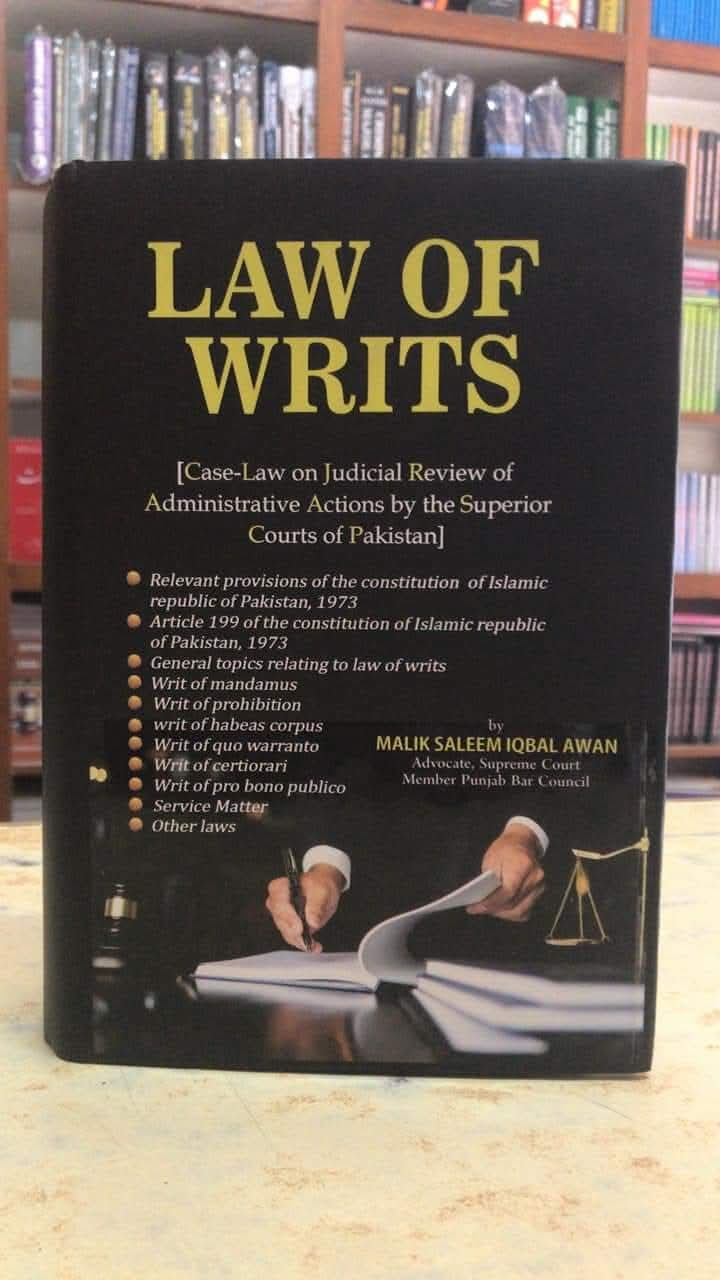 LAW OF
WRITS
[Case-Law on Judicial Review of
Administrative Actions by the Superior
Courts of Pakistan]
Relevant provisions of the constitution of Islamic
republic of Pakistan, 1973
Article 199 of the constitution of Islamic republic
of Pakistan, 1973
General topics relating to law of writs
Writ of mandamus
Writ of prohibition
writ of habeas corpus
Writ of quo warranto
Writ of certiorari
Writ of pro bono publico
Service Matter
Other laws
by
MALIK SALEEM IQBAL AWAN
Advocate, Supreme Court
Member Punjab Bar Council